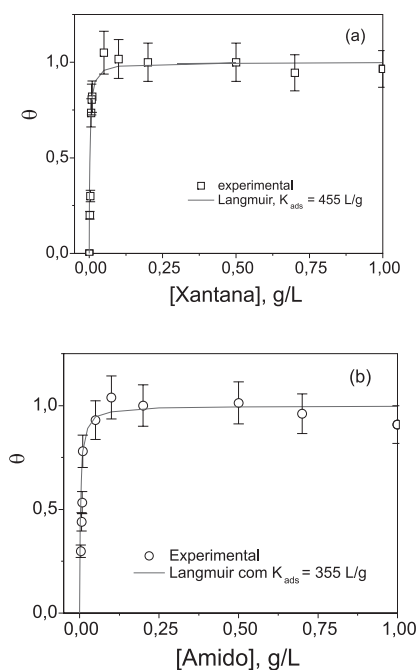 (a)
1,0
0,5
0,0
θ
experimental
Langmuir, K_ads = 455 L/g
0,00 0,25 0,50 0,75 1,00
[Xantana], g/L
(b)
1,0
0,5
0,0
θ
Experimental
Langmuir com K_ads = 355 L/g
0,00 0,25 0,50 0,75 1,00
[Amido], g/L